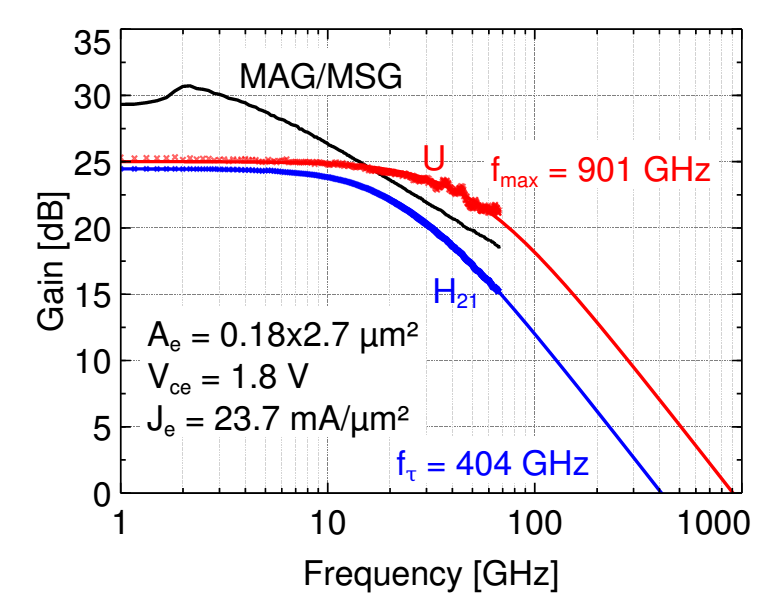 35
30
25
20
15
10
5
0
Gain [dB]
MAG/MSG
U
f_max = 901 GHz
H₂₁
A_e = 0.18x2.7 µm²
V_ce = 1.8 V
J_e = 23.7 mA/µm²
f_τ = 404 GHz
1 10 100 1000
Frequency [GHz]